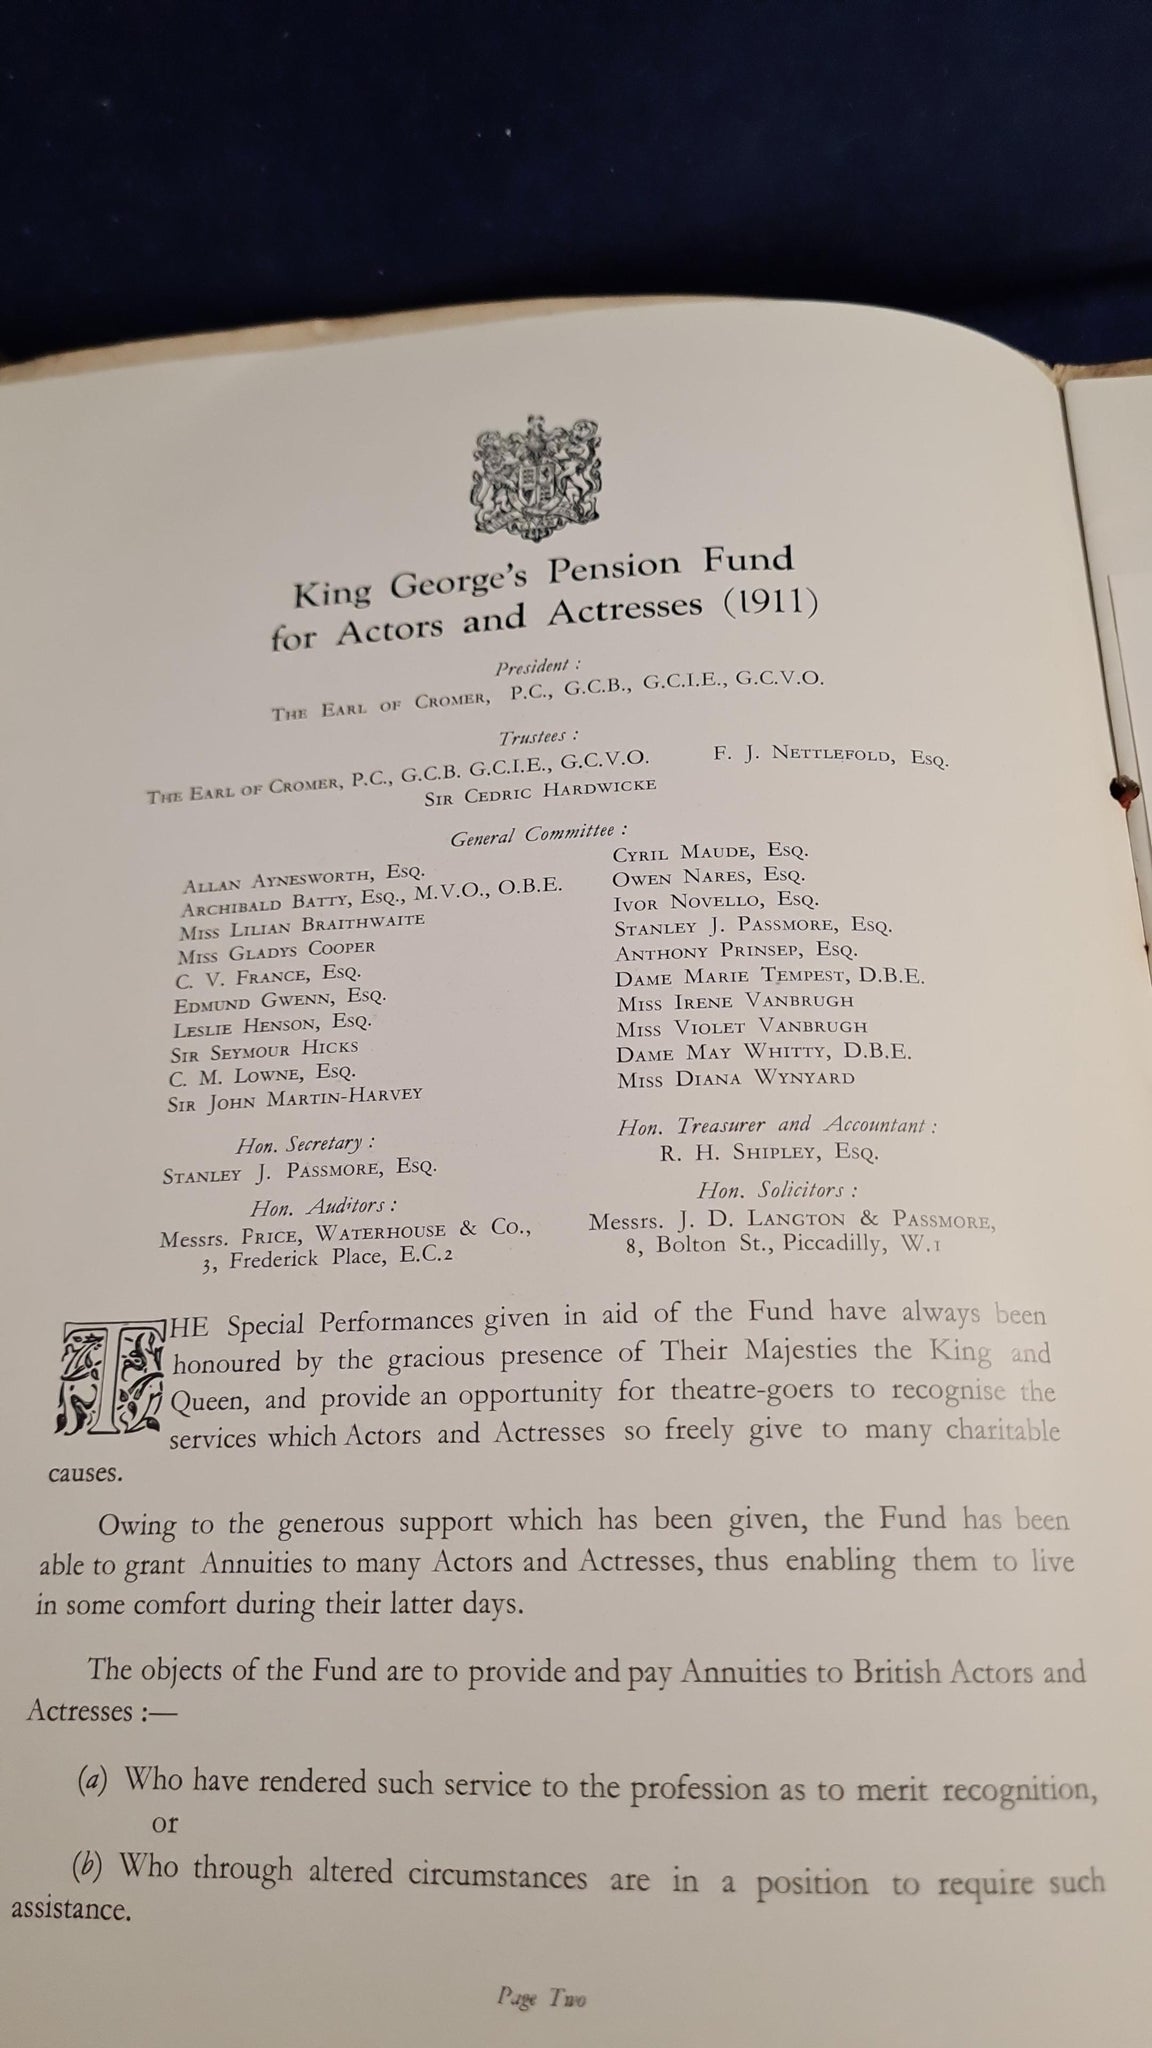 King George's Pension Fund
for Actors and Actresses (1911)
President :
THE EARL OF CROMER, P.C., G.C.B., G.C.I.E., G.C.V.O.
Trustees :
THE EARL OF CROMER, P.C., G.C.B. G.C.I.E., G.C.V.O. F. J. NETTLEFOLD, ESQ.
SIR CEDRIC HARDWICKE
General Committee :
ALLAN AYNESWORTH, ESQ.
ARCHIBALD BATTY, ESQ., M.V.O., O.B.E.
MISS LILIAN BRAITHWAITE
MISS GLADYS COOPER
C. V. FRANCE, ESQ.
EDMUND GWENN, ESQ.
LESLIE HENSON, ESQ.
SIR SEYMOUR HICKS
C. M. LOWNE, ESQ.
SIR JOHN MARTIN-HARVEY
CYRIL MAUDE, ESQ.
OWEN NARES, ESQ.
IVOR NOVELLO, ESQ.
STANLEY J. PASSMORE, ESQ.
ANTHONY PRINSEP, ESQ.
DAME MARIE TEMPEST, D.B.E.
MISS IRENE VANBRUGH
MISS VIOLET VANBRUGH
DAME MAY WHITTY, D.B.E.
MISS DIANA WYNYARD
Hon. Secretary :
STANLEY J. PASSMORE, ESQ.
Hon. Treasurer and Accountant :
R. H. SHIPLEY, ESQ.
Hon. Auditors :
Messrs. PRICE, WATERHOUSE & Co.,
3, Frederick Place, E.C.2
Hon. Solicitors :
Messrs. J. D. LANGTON & PASSMORE,
8, Bolton St., Piccadilly, W.1
THE Special Performances given in aid of the Fund have always been
honoured by the gracious presence of Their Majesties the King and
Queen, and provide an opportunity for theatre-goers to recognise the
services which Actors and Actresses so freely give to many charitable
causes.
Owing to the generous support which has been given, the Fund has been
able to grant Annuities to many Actors and Actresses, thus enabling them to live
in some comfort during their latter days.
The objects of the Fund are to provide and pay Annuities to British Actors and
Actresses :—
(a) Who have rendered such service to the profession as to merit recognition,
or
(b) Who through altered circumstances are in a position to require such
assistance.
Page Two